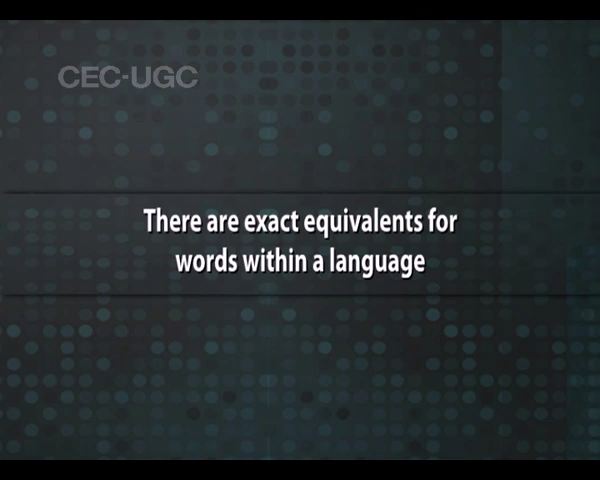 CEC-UGC
There are exact equivalents for
words within a language